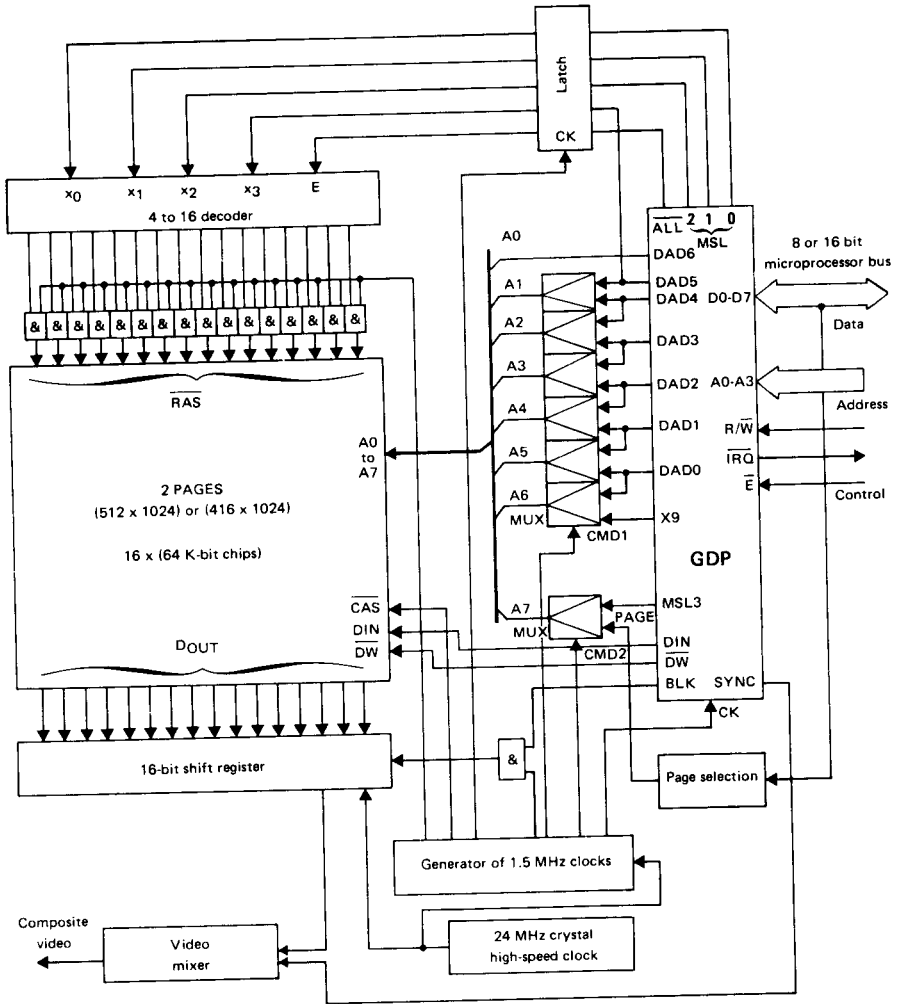 Latch
CK
x0 x1 x2 x3 E
4 to 16 decoder
& & & & & & & & & & & & & & & &
RAS
A0
to
A7
2 PAGES
(512 x 1024) or (416 x 1024)
16 x (64 K-bit chips)
CAS
DIN
DW
DOUT
16-bit shift register
A0
A1
A2
A3
A4
A5
A6
MUX
CMD1
A7
MUX
PAGE
CMD2
ALL
2 1 0
MSL
DAD6
DAD5
DAD4
DAD3
DAD2
DAD1
DAD0
X9
GDP
MSL3
DIN
DW
BLK
SYNC
CK
D0-D7
A0-A3
R/W
IRQ
E
8 or 16 bit
microprocessor bus
Data
Address
Control
&
Page selection
Generator of 1.5 MHz clocks
24 MHz crystal
high-speed clock
Composite
video
Video
mixer